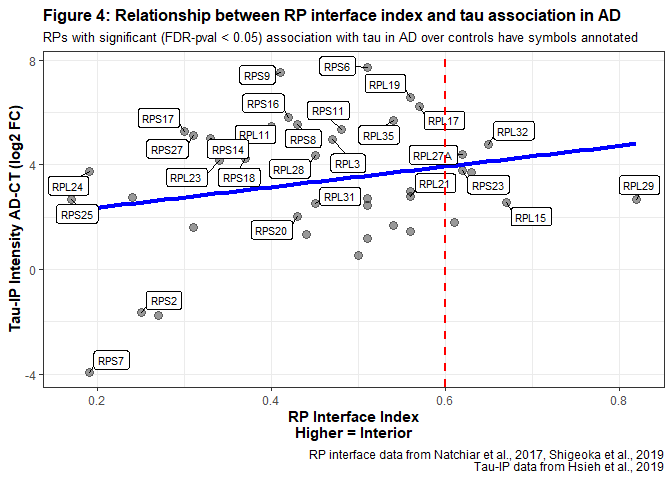 Figure 4: Relationship between RP interface index and tau association in AD
RPs with significant (FDR-pval < 0.05) association with tau in AD over controls have symbols annotated
Tau-IP Intensity AD-CT (log2 FC)
8
4
0
-4
RPS6
RPS9
RPL19
RPS16
RPS11
RPS17
RPL17
RPL11
RPL35
RPL32
RPS27
RPS14
RPS8
RPL27A
RPL3
RPL28
RPL23
RPS18
RPL24
RPL21
RPS23
RPL29
RPL31
RPS25
RPL15
RPS20
RPS2
RPS7
0.2
0.4
0.6
0.8
RP Interface Index
Higher = Interior
RP interface data from Natchiar et al., 2017, Shigeoka et al., 2019
Tau-IP data from Hsieh et al., 2019